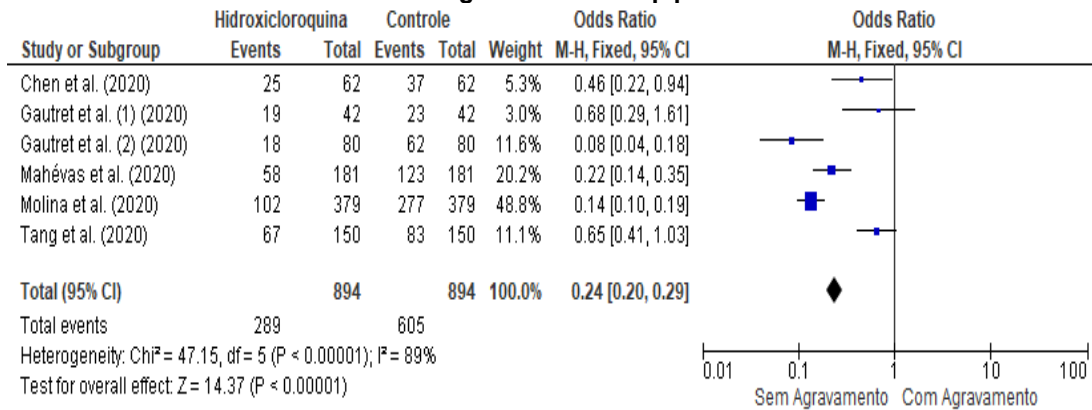 Hidroxicloroquina Controle Odds Ratio Odds Ratio
Study or Subgroup Events Total Events Total Weight M-H, Fixed, 95% CI M-H, Fixed, 95% CI
Chen et al. (2020) 25 62 37 62 5.3% 0.46 [0.22, 0.94]
Gautret et al. (1) (2020) 19 42 23 42 3.0% 0.68 [0.29, 1.61]
Gautret et al. (2) (2020) 18 80 62 80 11.6% 0.08 [0.04, 0.18]
Mahévas et al. (2020) 58 181 123 181 20.2% 0.22 [0.14, 0.35]
Molina et al. (2020) 102 379 277 379 48.8% 0.14 [0.10, 0.19]
Tang et al. (2020) 67 150 83 150 11.1% 0.65 [0.41, 1.03]
Total (95% CI) 894 894 100.0% 0.24 [0.20, 0.29]
Total events 289 605
Heterogeneity: Chi² = 47.15, df = 5 (P < 0.00001); I² = 89%
Test for overall effect: Z = 14.37 (P < 0.00001)
0.01 0.1 1 10 100
Sem Agravamento Com Agravamento